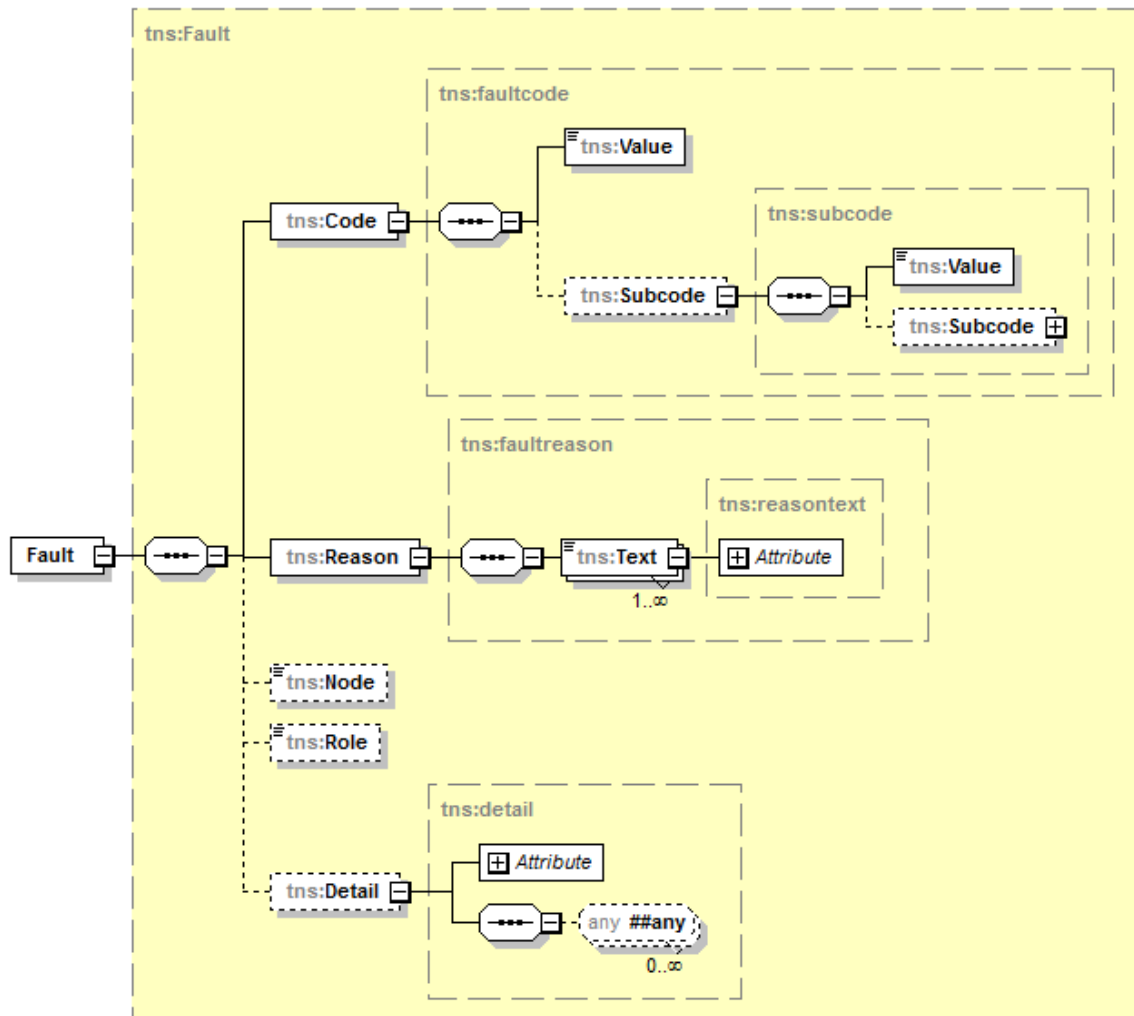 tns:Fault
tns:faultcode
tns:Value
tns:subcode
tns:Code
tns:Value
tns:Subcode
tns:Subcode
tns:faultreason
tns:reasontext
Fault
tns:Reason
tns:Text
Attribute
1..∞
tns:Node
tns:Role
tns:detail
Attribute
tns:Detail
any ##any
0..∞